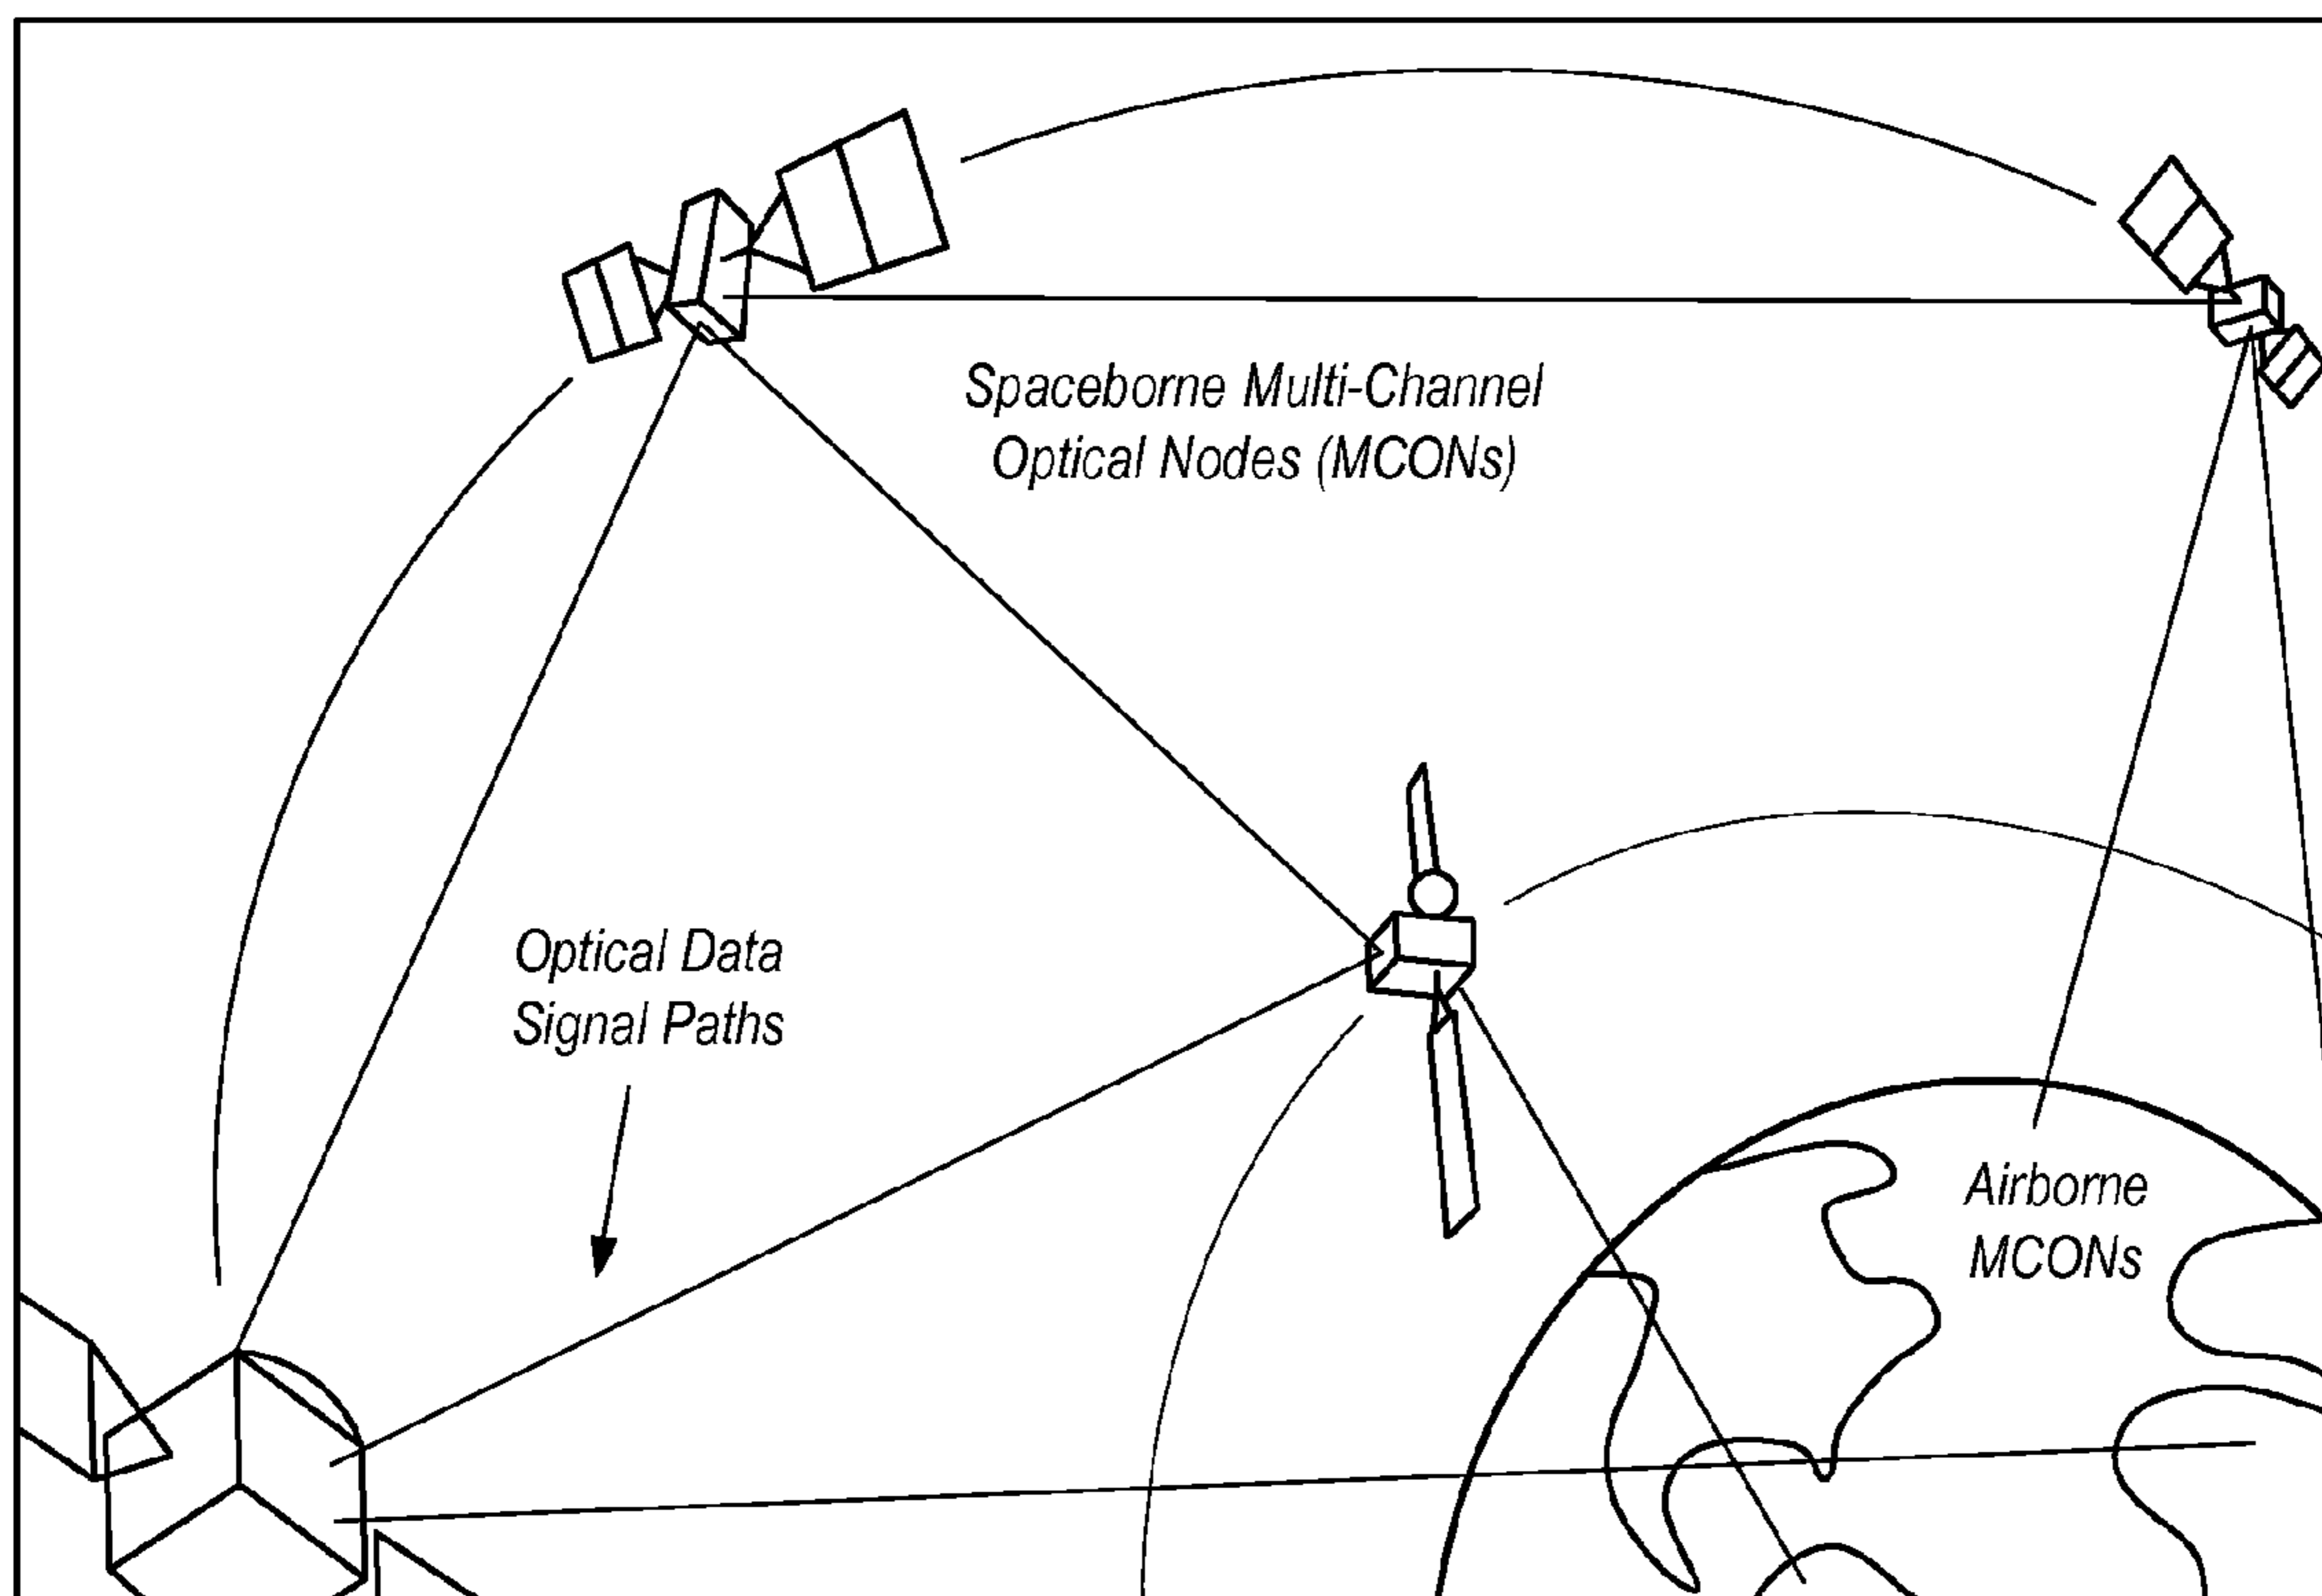 Spaceborne Multi-Channel
Optical Nodes (MCONs)
Optical Data
Signal Paths
Airborne
MCONs